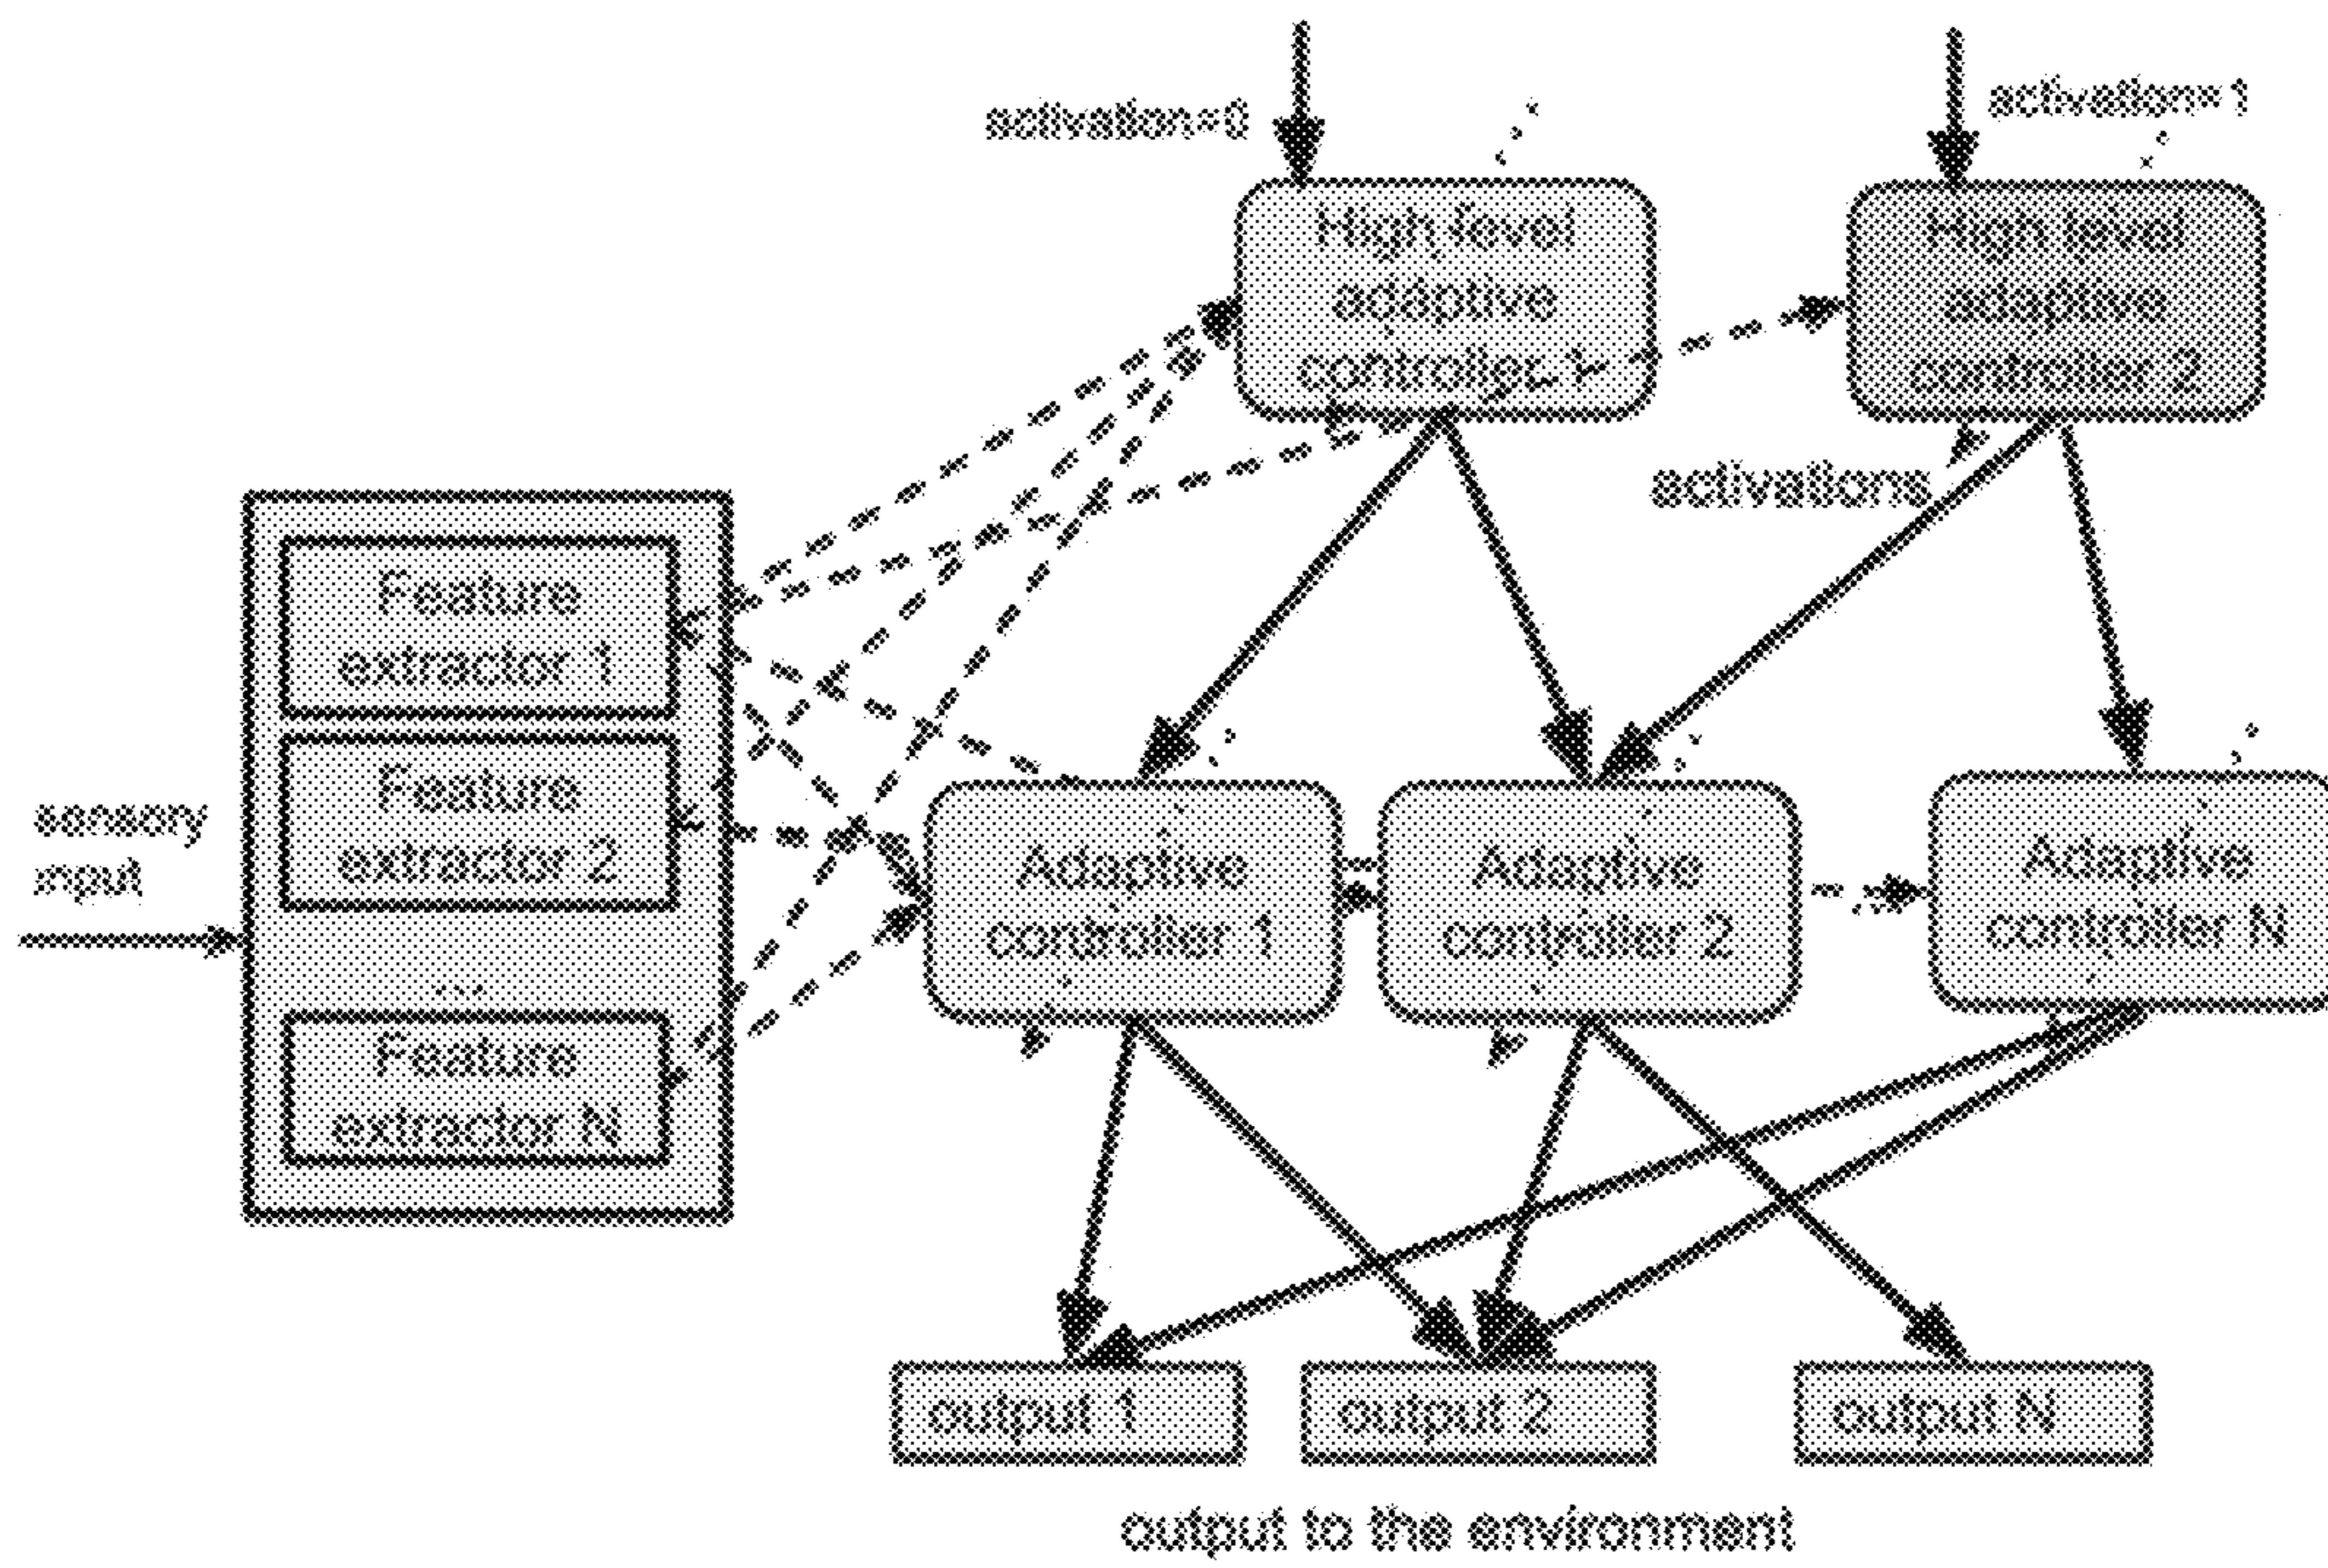 activation=0
activation=1
High level
adaptive
controller 1
High level
adaptive
controller 2
activations
Feature
extractor 1
Feature
extractor 2
...
Feature
extractor N
sensory
input
Adaptive
controller 1
Adaptive
controller 2
Adaptive
controller N
output 1
output 2
output N
output to the environment